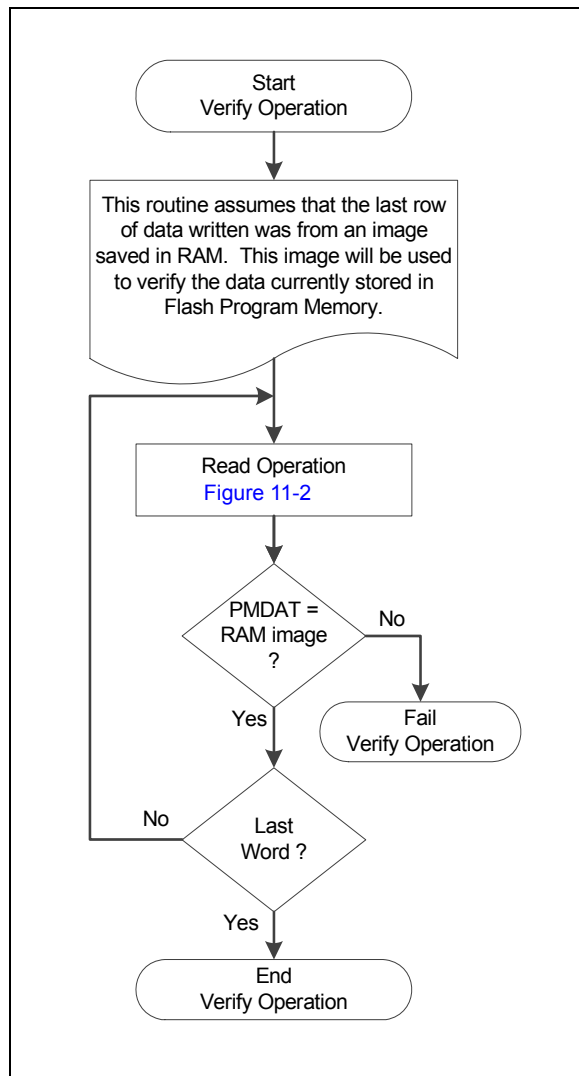 Start
Verify Operation
This routine assumes that the last row
of data written was from an image
saved in RAM. This image will be used
to verify the data currently stored in
Flash Program Memory.
Read Operation
Figure 11-2
PMDAT =
RAM image
?
No
Yes
Fail
Verify Operation
No
Last
Word ?
Yes
End
Verify Operation